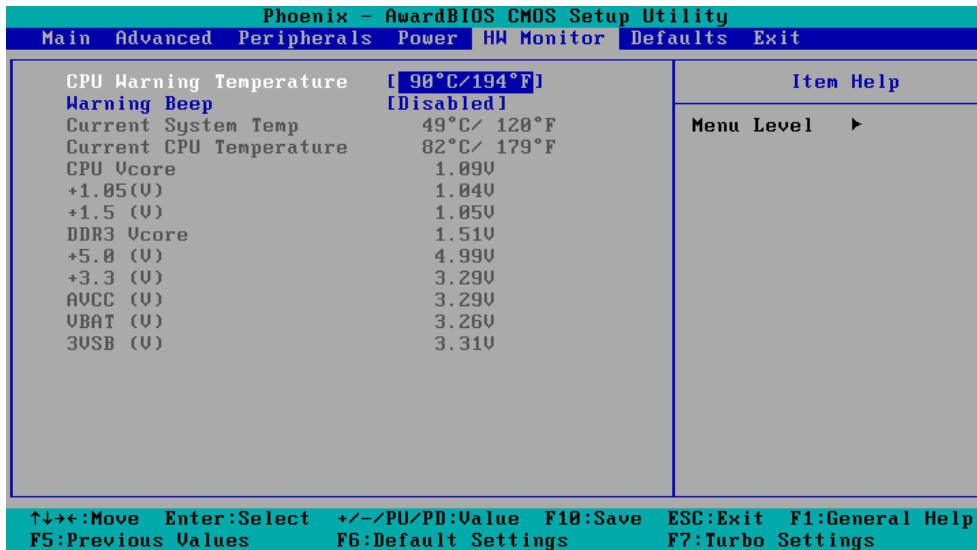 Phoenix - AwardBIOS CMOS Setup Utility
Main Advanced Peripherals Power HW Monitor Defaults Exit
CPU Warning Temperature [ 90°C/194°F]
Warning Beep [Disabled]
Current System Temp 49°C/ 120°F
Current CPU Temperature 82°C/ 179°F
CPU Vcore 1.09V
+1.05(V) 1.04V
+1.5 (V) 1.05V
DDR3 Vcore 1.51V
+5.0 (V) 4.99V
+3.3 (V) 3.29V
AVCC (V) 3.29V
VBAT (V) 3.26V
3VSB (V) 3.31V
Item Help
Menu Level ▶
↑↓→←:Move Enter:Select +/-/PU/PD:Value F10:Save ESC:Exit F1:General Help
F5:Previous Values F6:Default Settings F7:Turbo Settings